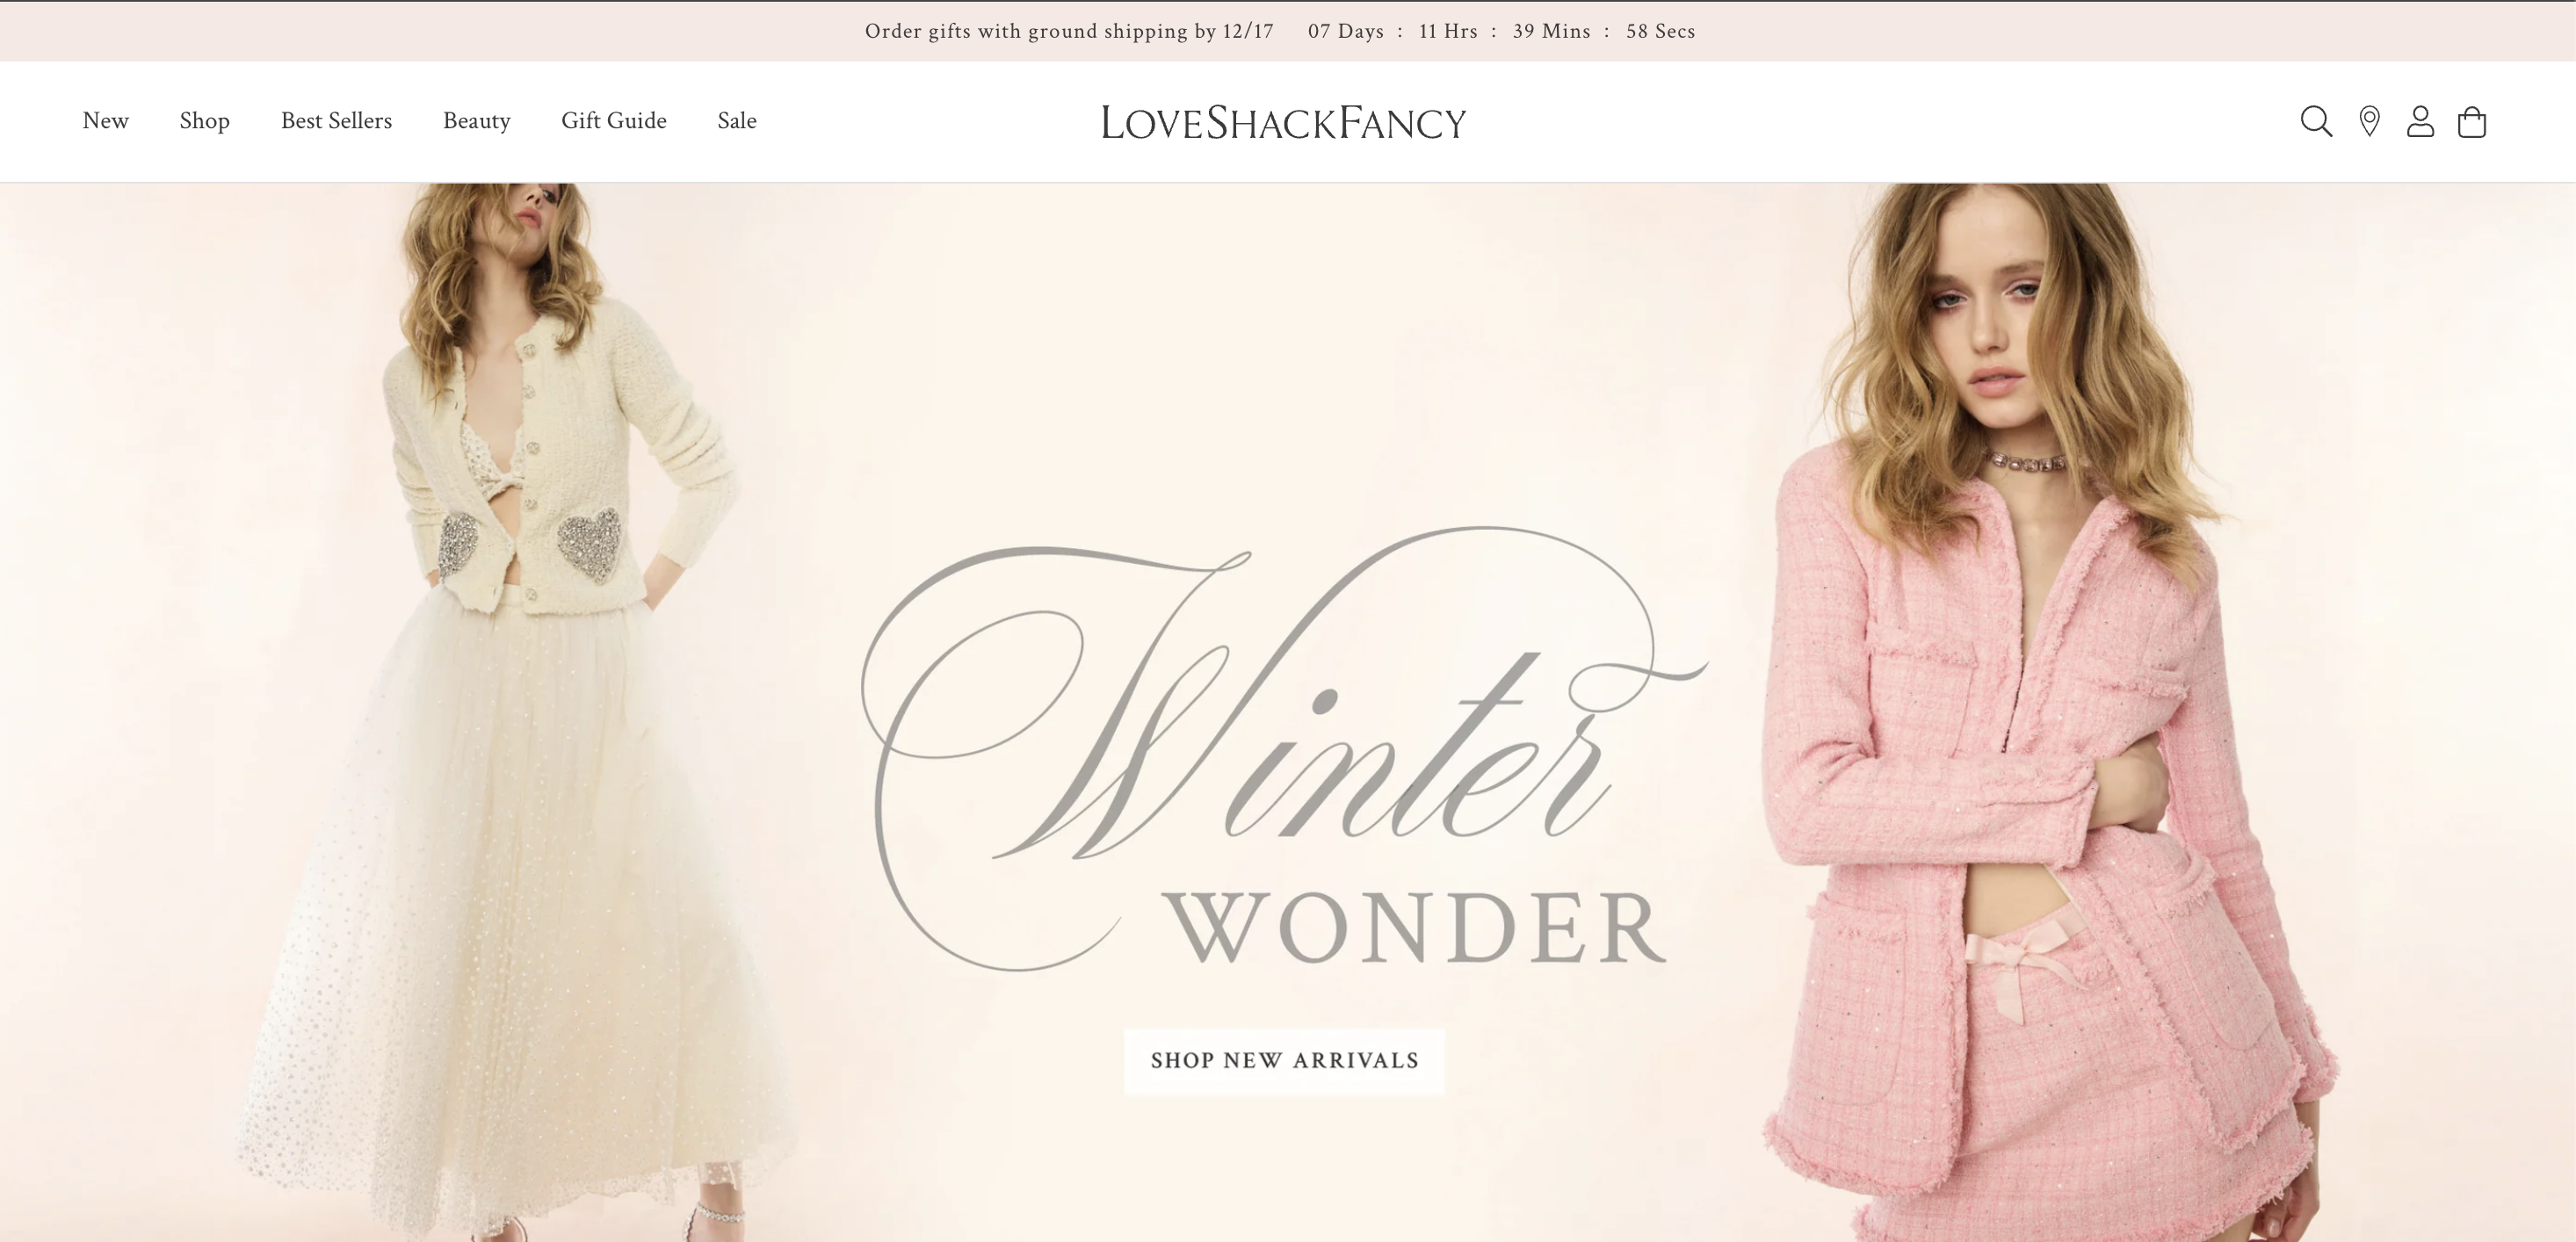 Order gifts with ground shipping by 12/17 07 Days : 11 Hrs : 39 Mins : 58 Secs
New Shop Best Sellers Beauty Gift Guide Sale
LOVESHACKFANCY
Winter
WONDER
SHOP NEW ARRIVALS